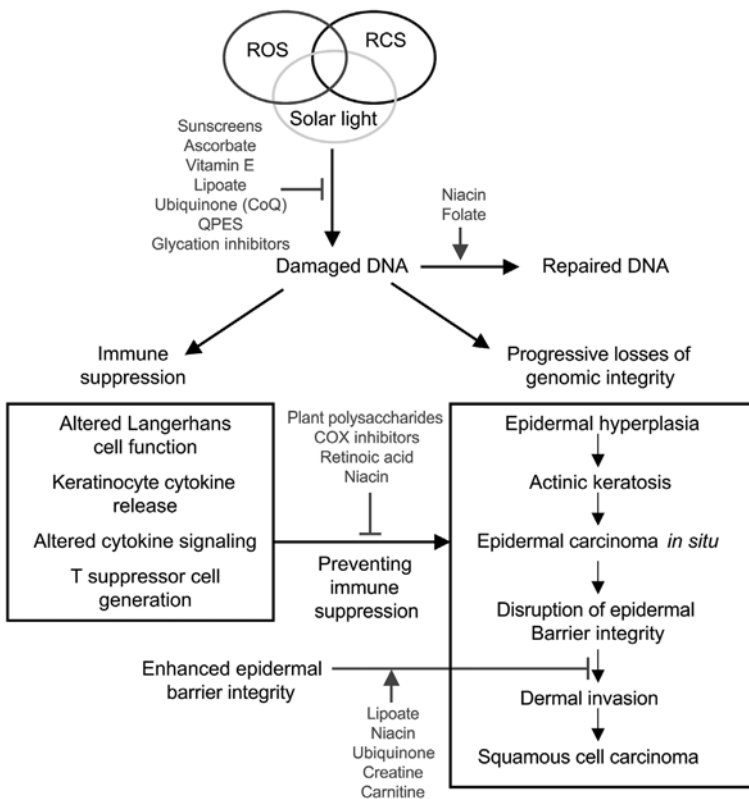 ROS
RCS
Solar light
Sunscreens
Ascorbate
Vitamin E
Lipoate
Ubiquinone (CoQ)
QPES
Glycation inhibitors
Niacin
Folate
Damaged DNA
Repaired DNA
Immune
suppression
Progressive losses of
genomic integrity
Altered Langerhans
cell function
Keratinocyte cytokine
release
Altered cytokine signaling
T suppressor cell
generation
Plant polysaccharides
COX inhibitors
Retinoic acid
Niacin
Preventing
immune
suppression
Epidermal hyperplasia
Actinic keratosis
Epidermal carcinoma in situ
Disruption of epidermal
Barrier integrity
Dermal invasion
Squamous cell carcinoma
Enhanced epidermal
barrier integrity
Lipoate
Niacin
Ubiquinone
Creatine
Carnitine